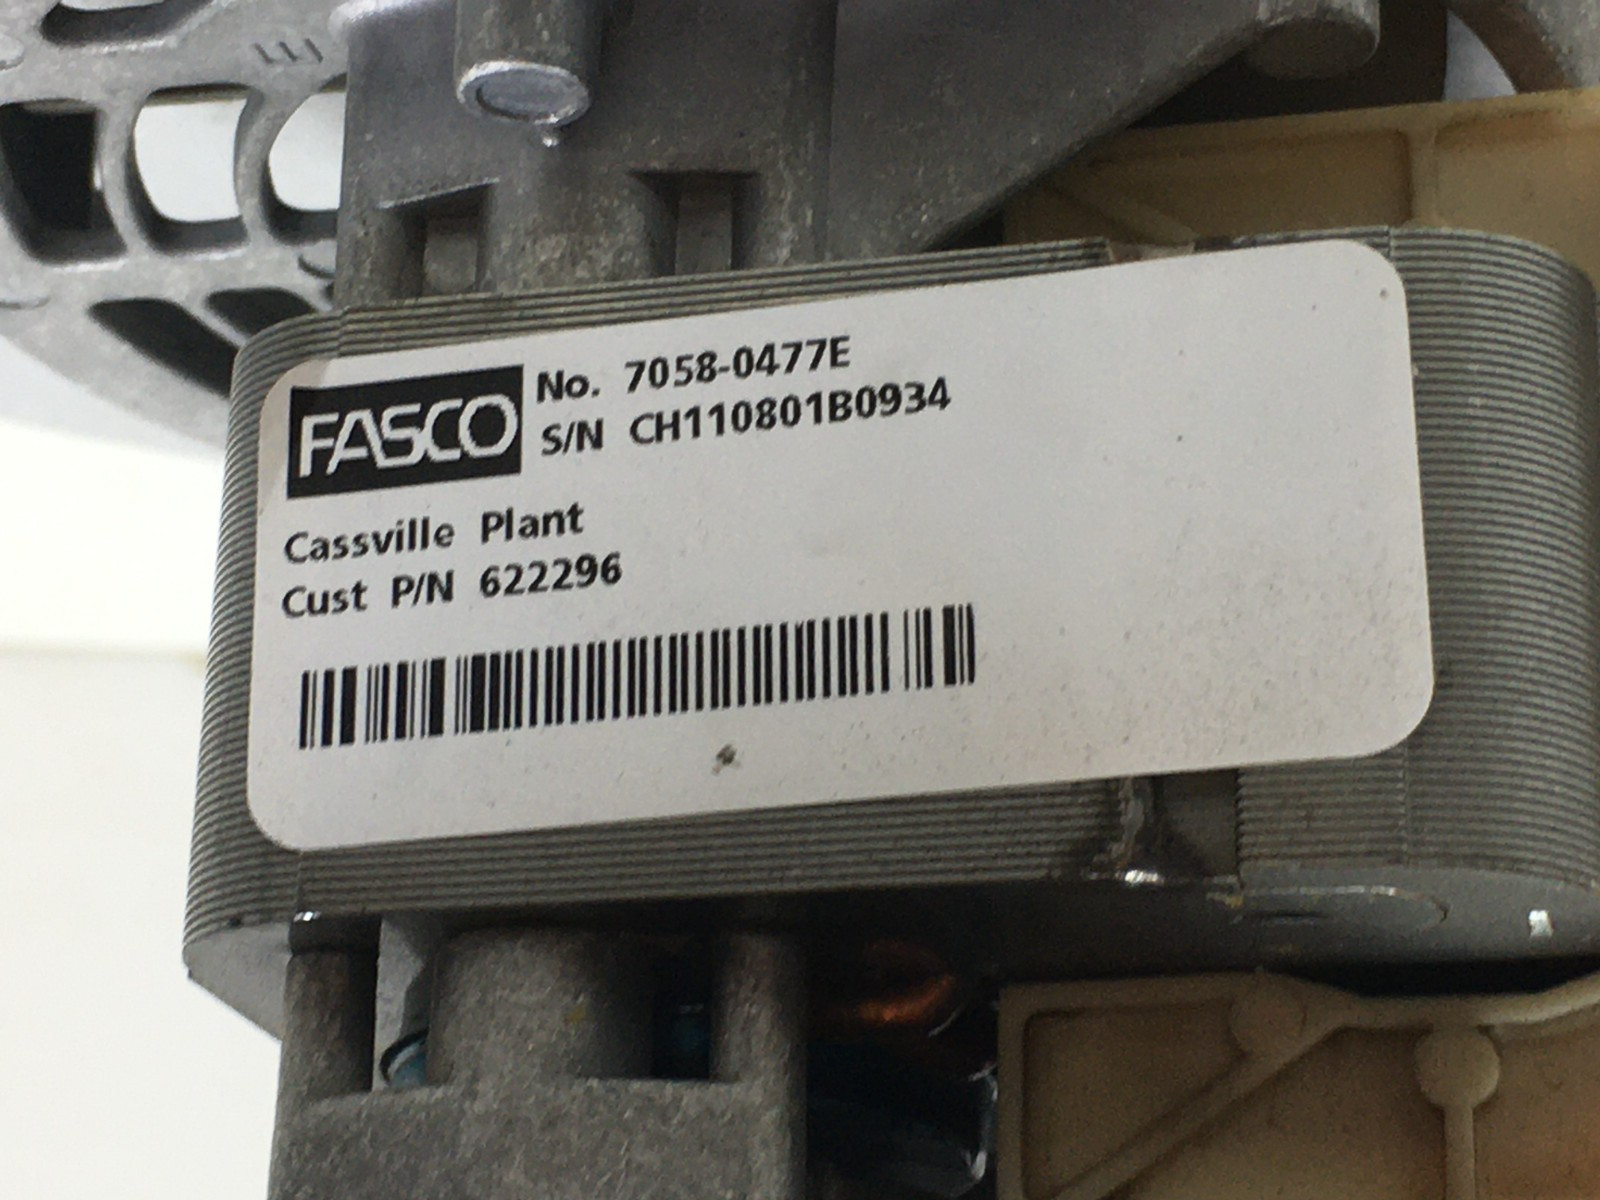 FASCO
No. 7058-0477E
S/N CH110801B0934
Cassville Plant
Cust P/N 622296